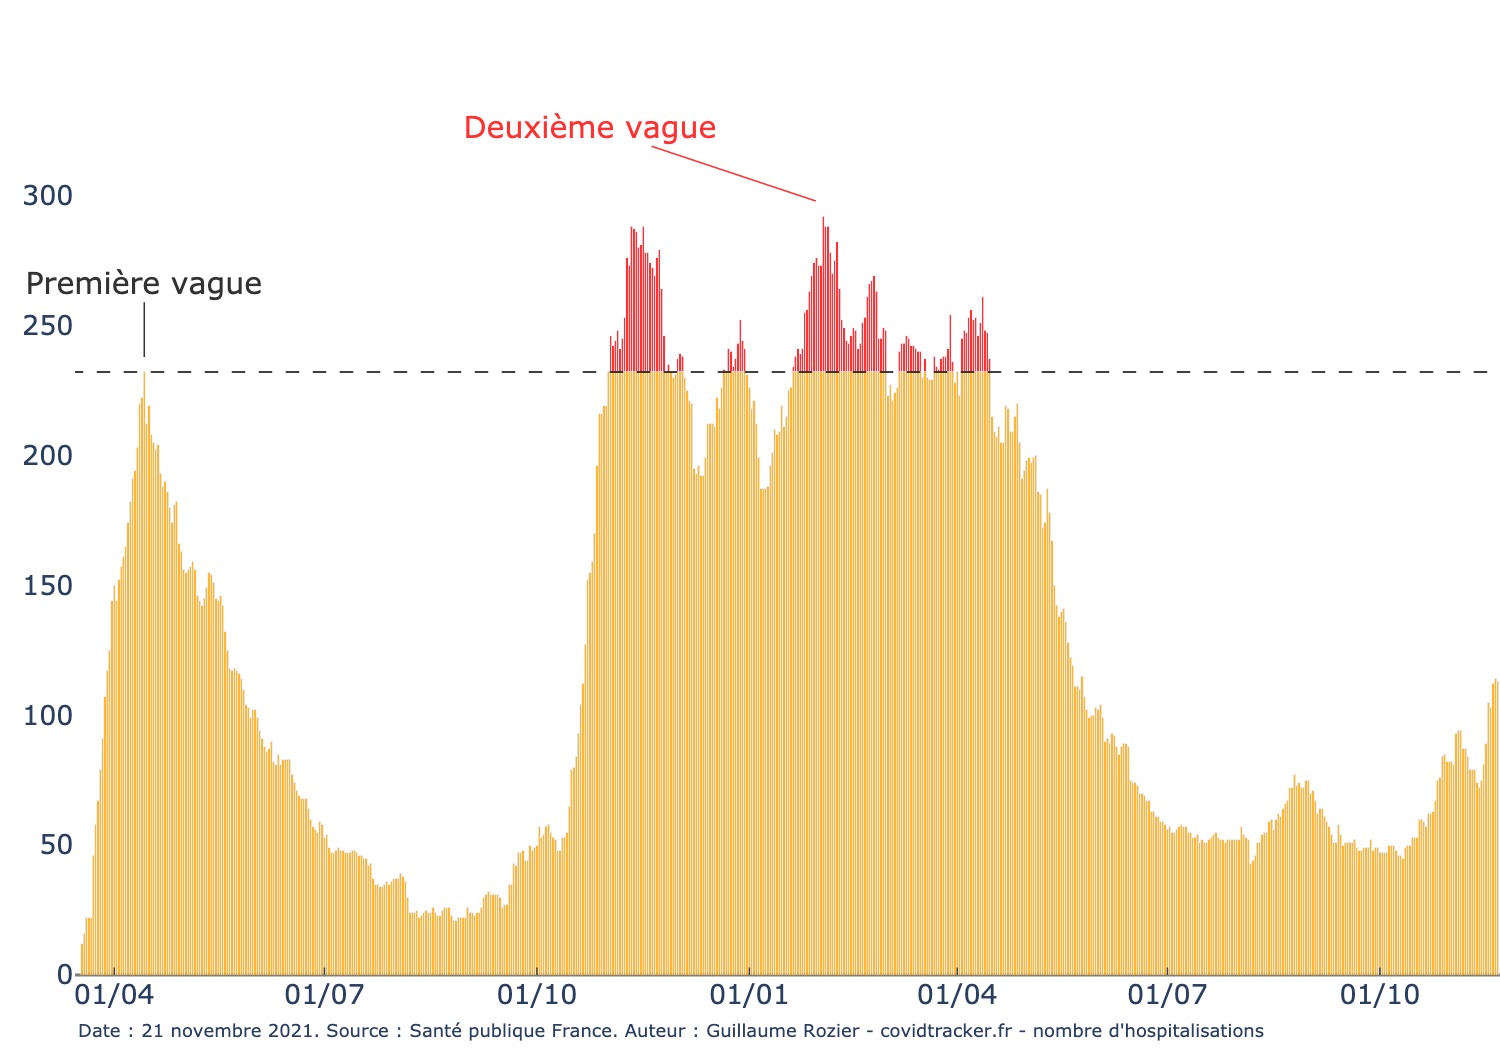 Deuxième vague
300
Première vague
250
200
150
100
50
0
01/04 01/07 01/10 01/01 01/04 01/07 01/10
Date : 21 novembre 2021. Source : Santé publique France. Auteur : Guillaume Rozier - covidtracker.fr - nombre d'hospitalisations